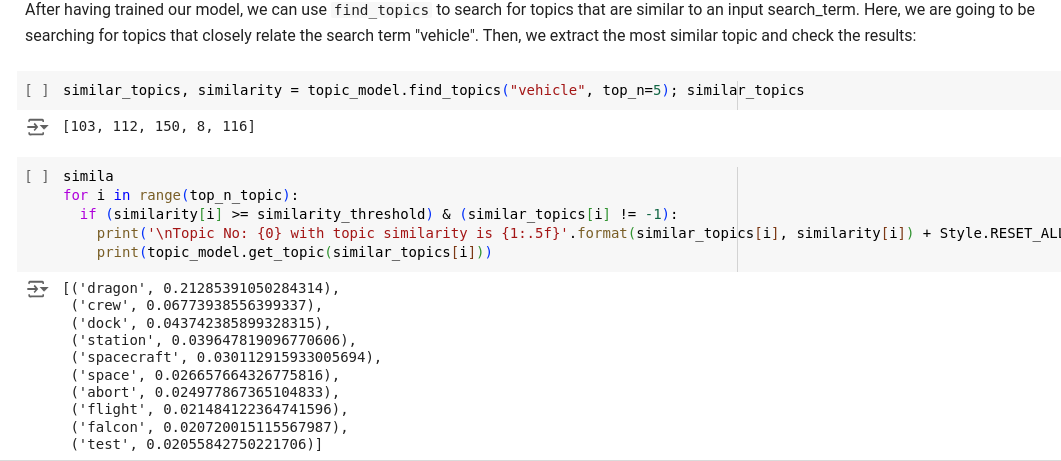 After having trained our model, we can use find_topics to search for topics that are similar to an input search_term. Here, we are going to be
searching for topics that closely relate the search term "vehicle". Then, we extract the most similar topic and check the results:
[ ] similar_topics, similarity = topic_model.find_topics("vehicle", top_n=5); similar_topics
[103, 112, 150, 8, 116]
[ ] simila
for i in range(top_n_topic):
  if (similarity[i] >= similarity_threshold) & (similar_topics[i] != -1):
    print('\nTopic No: {0} with topic similarity is {1:.5f}'.format(similar_topics[i], similarity[i]) + Style.RESET_ALL
    print(topic_model.get_topic(similar_topics[i]))
[('dragon', 0.21285391050284314),
('crew', 0.06773938556399337),
('dock', 0.043742385899328315),
('station', 0.039647819096770606),
('spacecraft', 0.030112915933005694),
('space', 0.026657664326775816),
('abort', 0.024977867365104833),
('flight', 0.021484122364741596),
('falcon', 0.020720015115567987),
('test', 0.02055842750221706)]